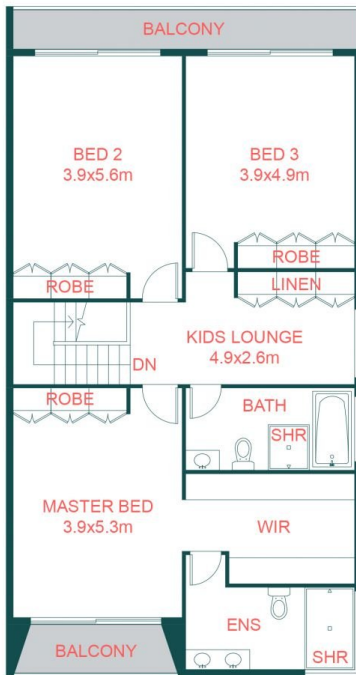 BALCONY
BED 2
3.9x5.6m
BED 3
3.9x4.9m
ROBE
ROBE
LINEN
KIDS LOUNGE
4.9x2.6m
DN
ROBE
BATH
SHR
MASTER BED
3.9x5.3m
WIR
ENS
BALCONY
SHR